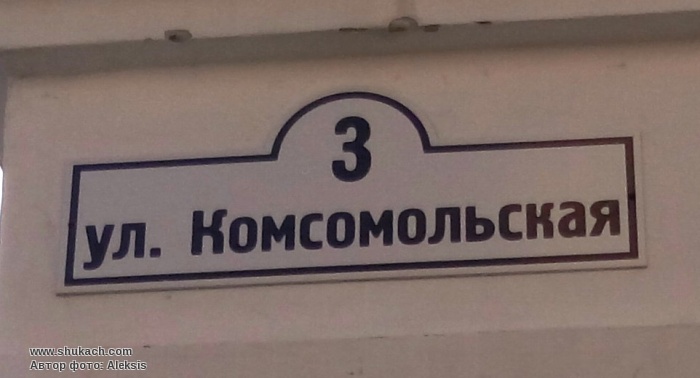 3
ул. Комсомольская
www.shukach.com
Автор фото: Aleksis